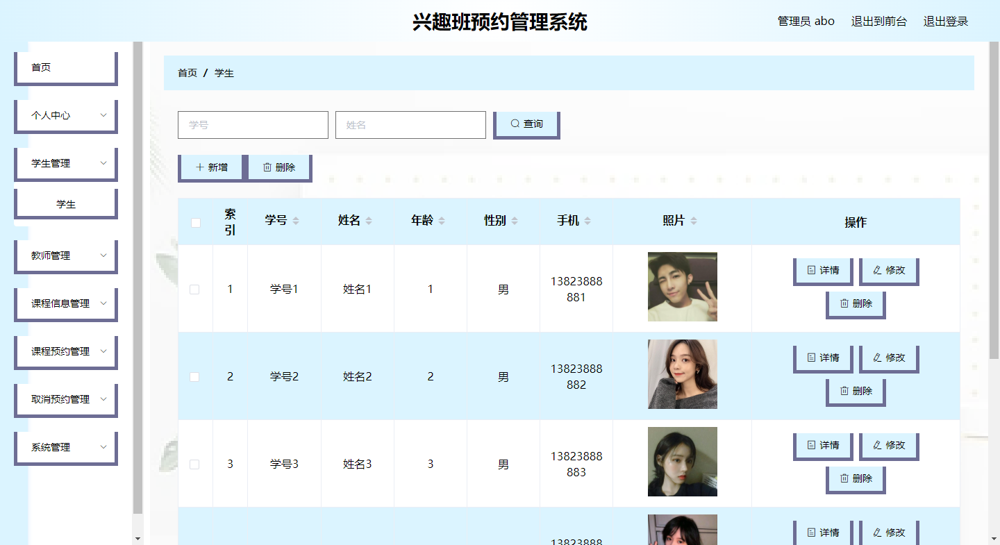 兴趣班预约管理系统
管理员 abo 退出到前台 退出登录
首页
个人中心
学生管理
学生
教师管理
课程信息管理
课程预约管理
取消预约管理
系统管理
首页 / 学生
学号 姓名 查询
新增 删除
索引 学号 姓名 年龄 性别 手机 照片 操作
1 学号1 姓名1 1 男 13823888881 详情 修改
删除
2 学号2 姓名2 2 男 13823888882 详情 修改
删除
3 学号3 姓名3 3 男 13823888883 详情 修改
删除
13823888 详情 修改